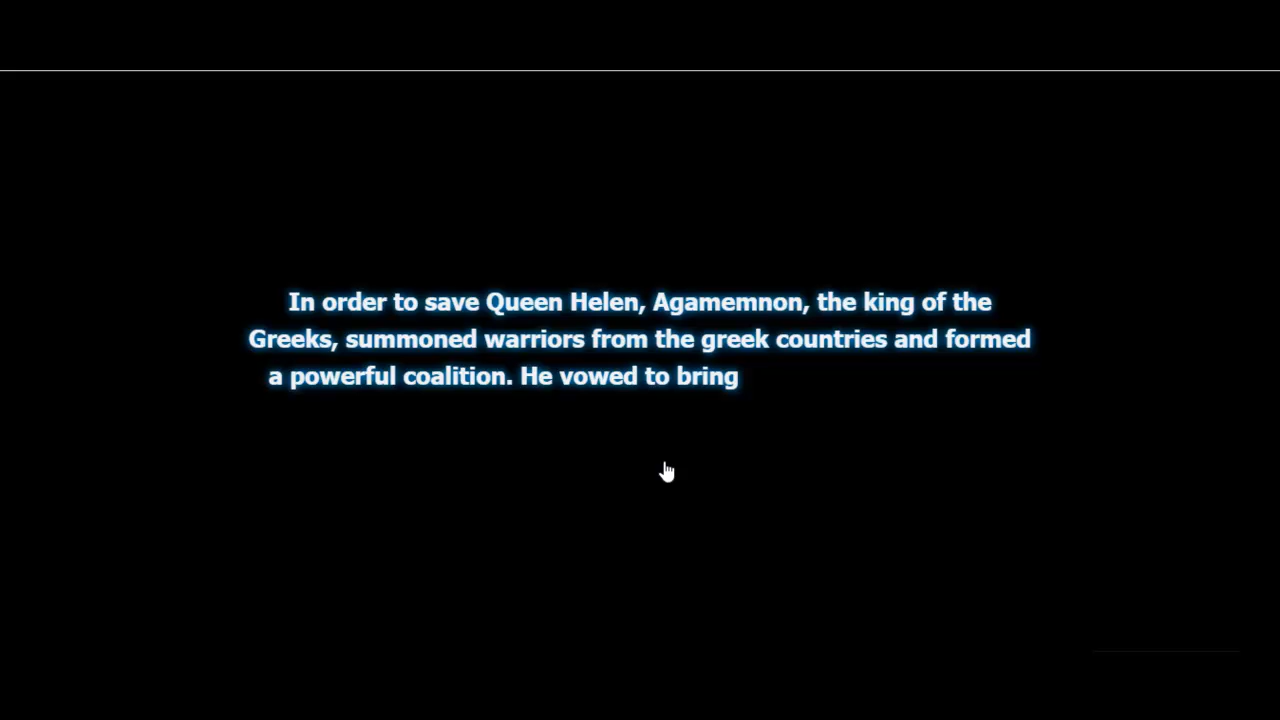 In order to save Queen Helen, Agamemnon, the king of the
Greeks, summoned warriors from the greek countries and formed
a powerful coalition. He vowed to bring